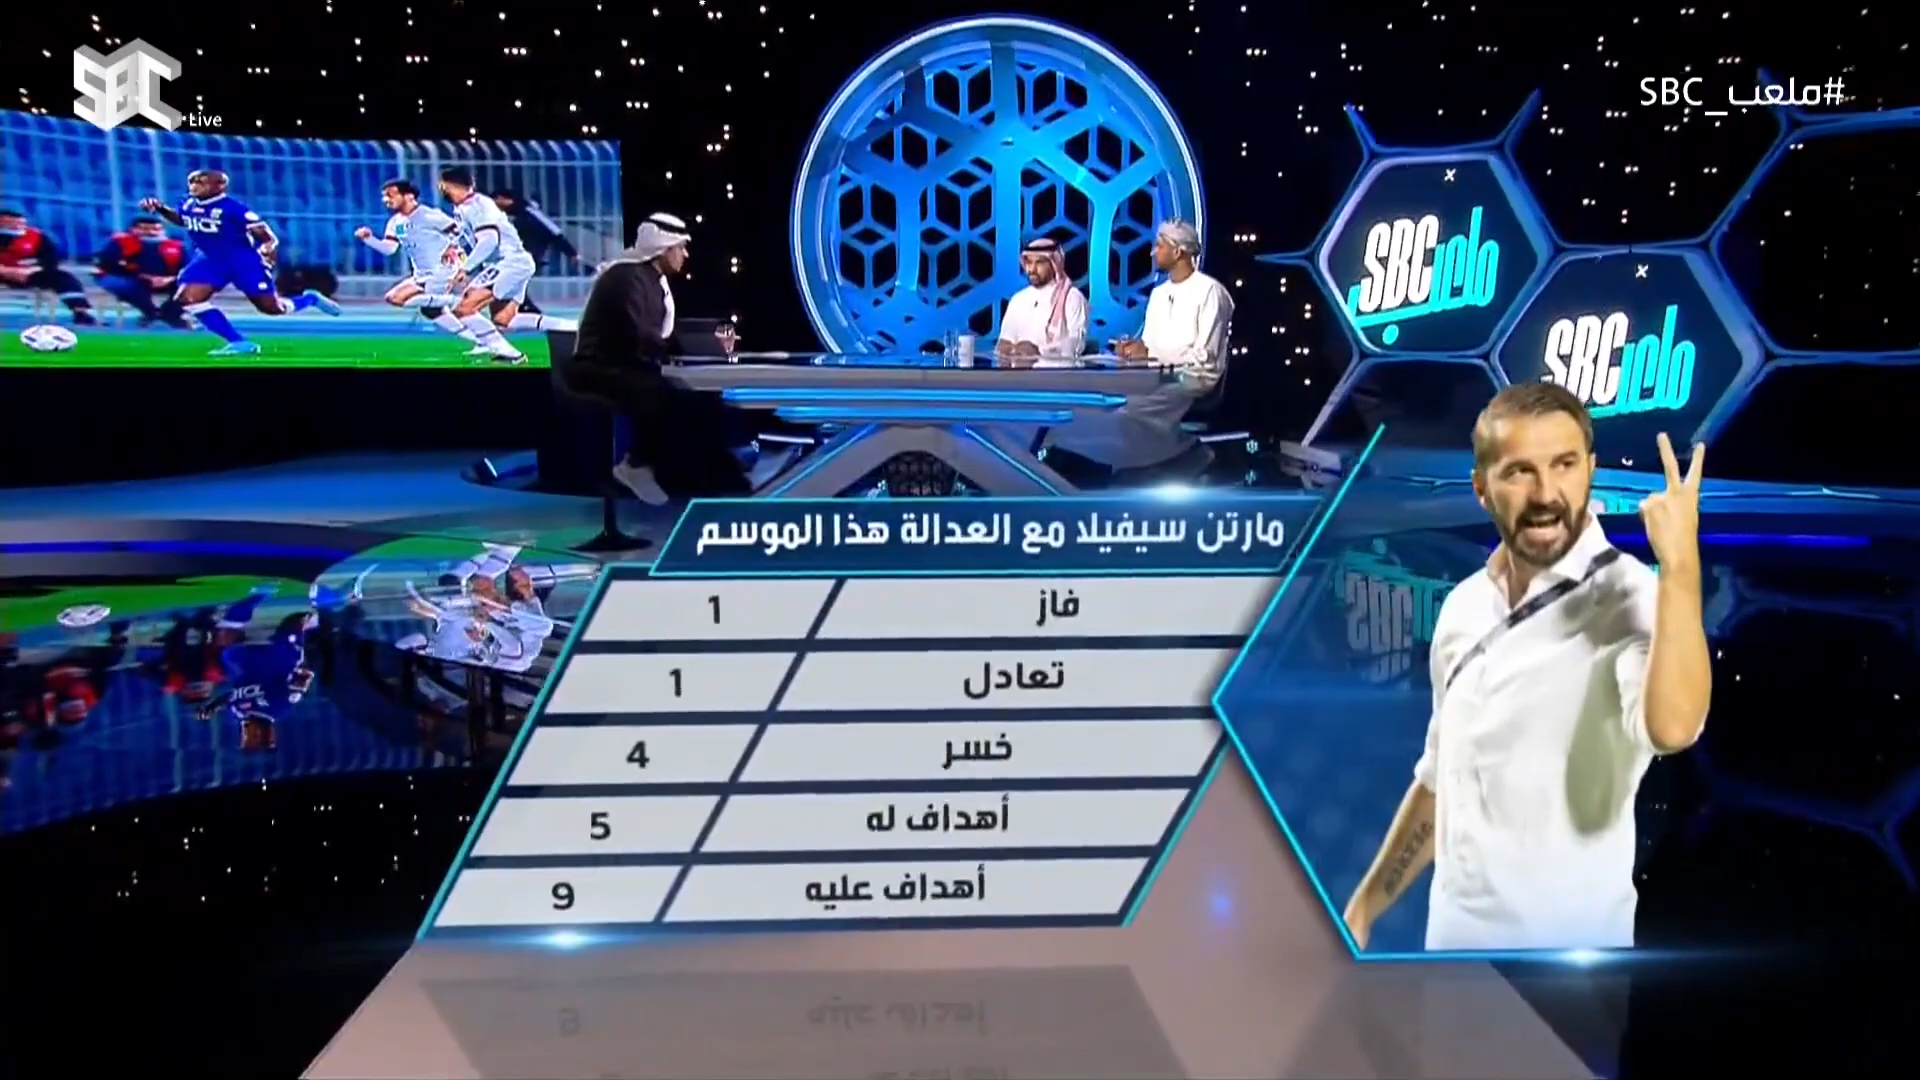 SBC
Live
#ملعب_SBC
SBC ملعب
SBC ملعب
مارتن سيفيلا مع العدالة هذا الموسم
فاز 1
تعادل 1
خسر 4
أهداف له 5
أهداف عليه 9